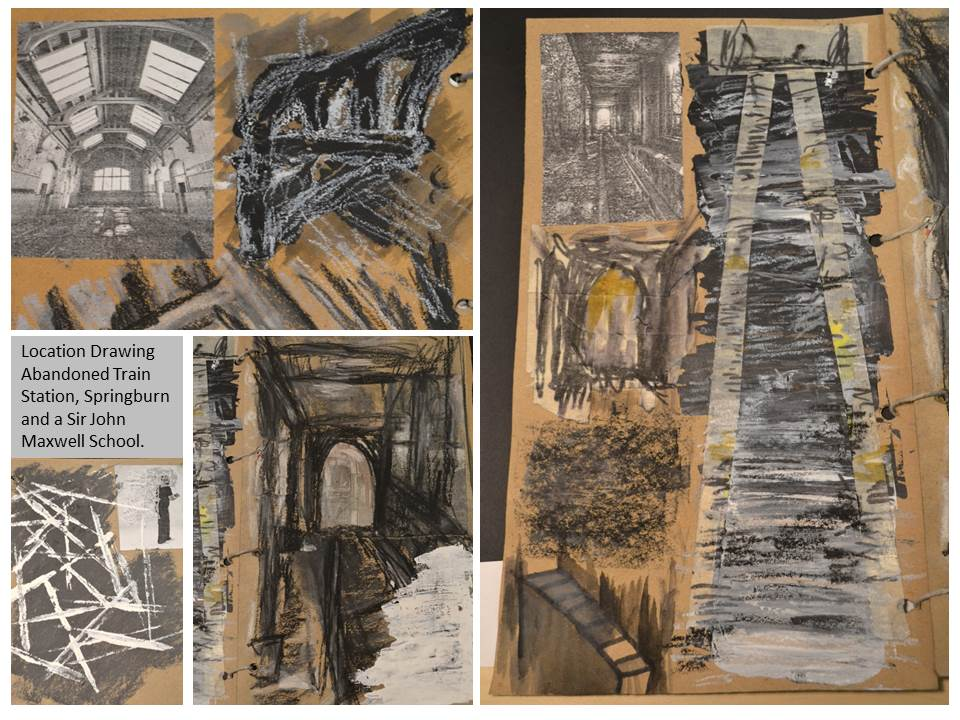 Location Drawing
Abandoned Train
Station, Springburn
and a Sir John
Maxwell School.